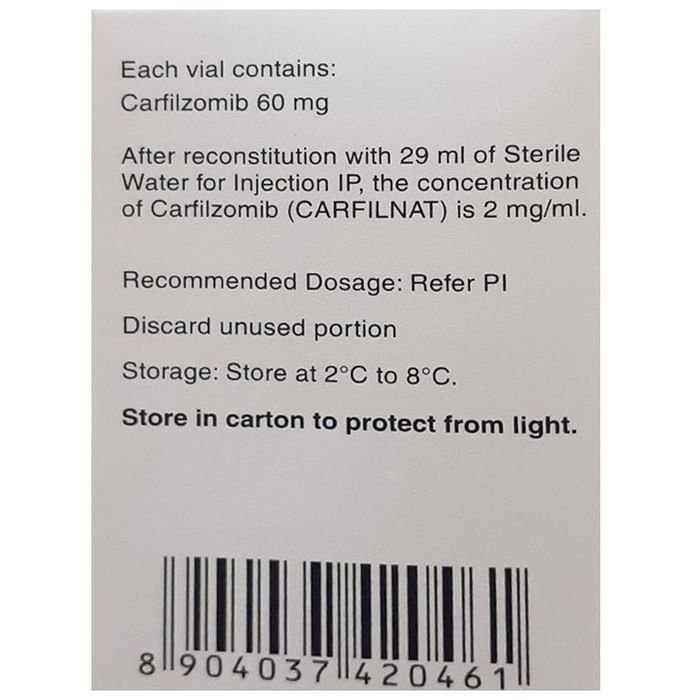 Each vial contains:
Carfilzomib 60 mg
After reconstitution with 29 ml of Sterile
Water for Injection IP, the concentration
of Carfilzomib (CARFILNAT) is 2 mg/ml.
Recommended Dosage: Refer PI
Discard unused portion
Storage: Store at 2°C to 8°C.
Store in carton to protect from light.
8 904037 420461